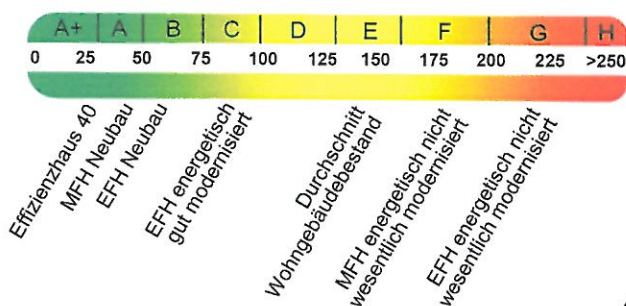 A+ A B C D E F G H
0 25 50 75 100 125 150 175 200 225 >250
Effizienzhaus 40
MFH Neubau
EFH Neubau
EFH energetisch
gut modernisiert
Durchschnitt
Wohngebäudebestand
MFH energetisch nicht
wesentlich modernisiert
EFH energetisch nicht
wesentlich modernisiert